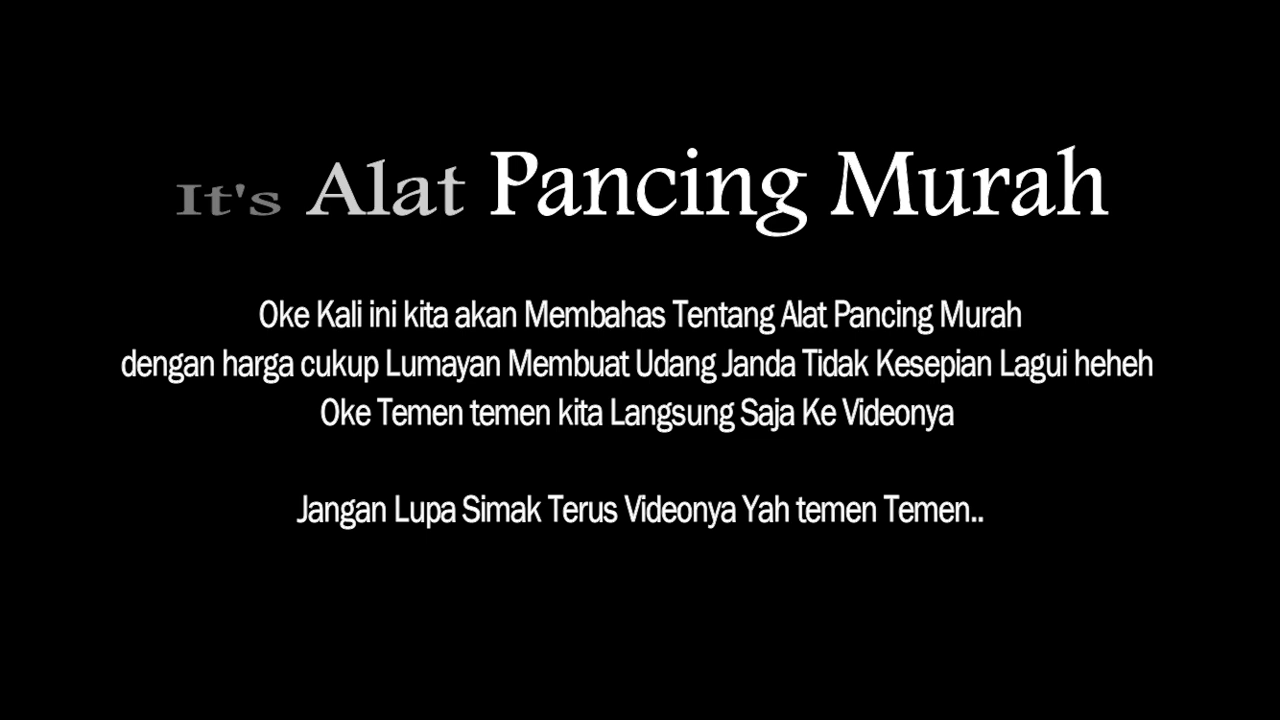 It's Alat Pancing Murah
Oke Kali ini kita akan Membahas Tentang Alat Pancing Murah
dengan harga cukup Lumayan Membuat Udang Janda Tidak Kesepian Lagui heheh
Oke Temen temen kita Langsung Saja Ke Videonya
Jangan Lupa Simak Terus Videonya Yah temen Temen..